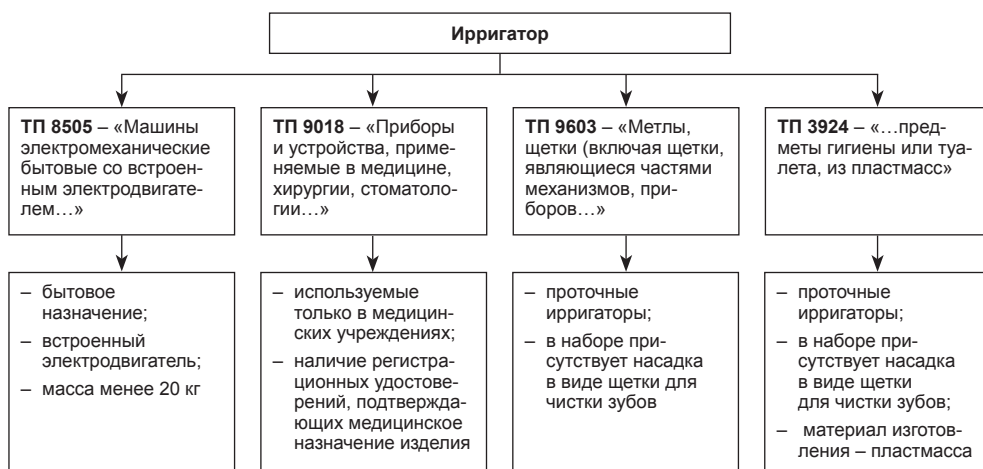 Ирригатор
ТП 8505 – «Машины
электромеханические
бытовые со встроен-
ным электродвигате-
лем…»
ТП 9018 – «Приборы
и устройства, приме-
няемые в медицине,
хирургии, стоматоло-
гии…»
ТП 9603 – «Метлы,
щетки (включая щетки,
являющиеся частями
механизмов, при-
боров…»
ТП 3924 – «…пред-
меты гигиены или туа-
лета, из пластмасс»
– бытовое
назначение;
– встроенный
электродвигатель;
– масса менее 20 кг
– используемые
только в медицин-
ских учреждениях;
– наличие регистра-
ционных удостове-
рений, подтверждаю-
щих медицинское
назначение изделия
– проточные
ирригаторы;
– в наборе при-
сутствует насадка
в виде щетки для
чистки зубов
– проточные
ирригаторы;
– в наборе при-
сутствует насадка
в виде щетки
для чистки зубов;
– материал изготов-
ления – пластмасса